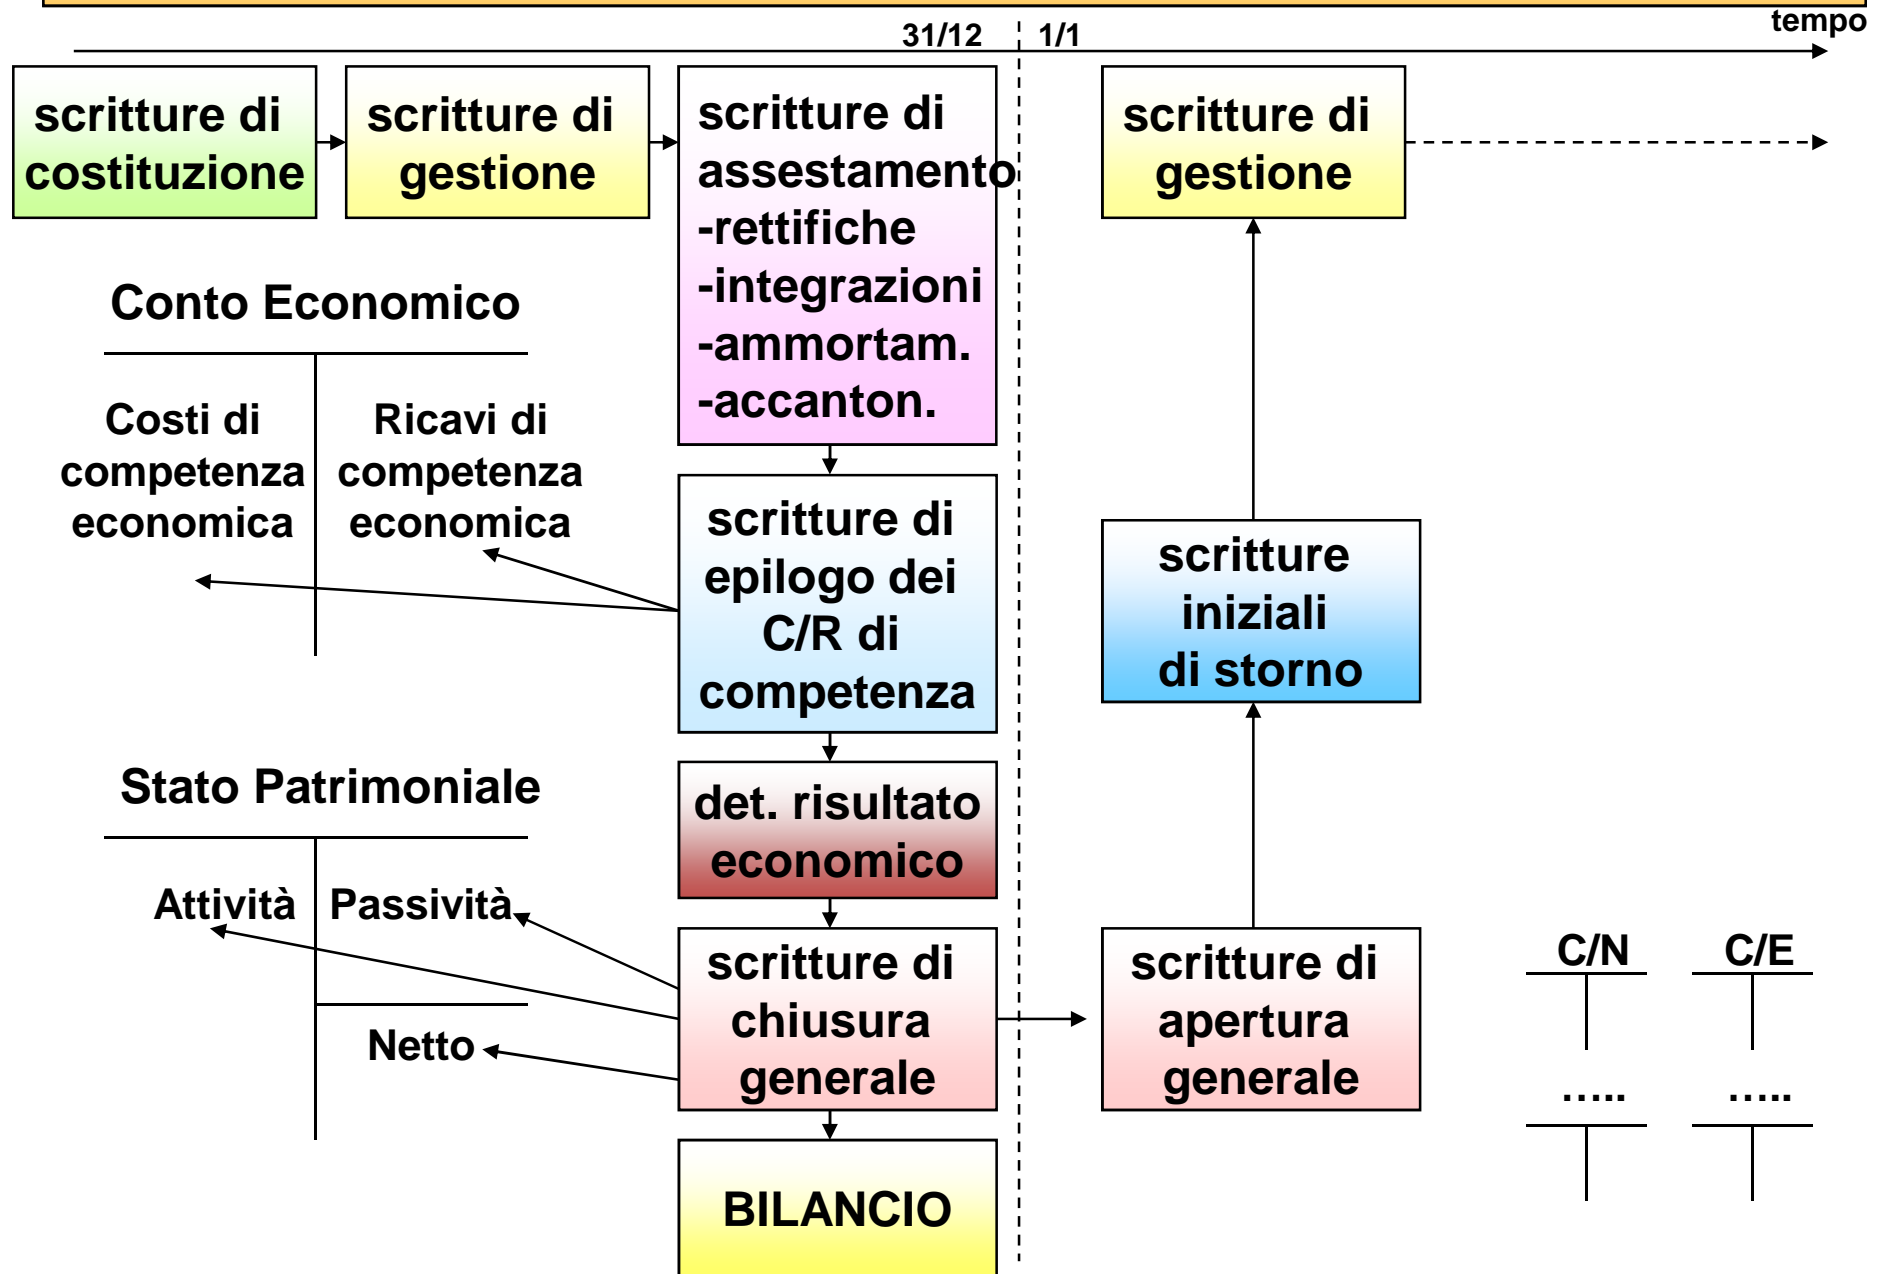 tempo
31/12
1/1
scritture di
costituzione
scritture di
gestione
scritture di
assestamento
-rettifiche
-integrazioni
-ammortam.
-accanton.
scritture di
gestione
Conto Economico
Costi di
competenza
economica
Ricavi di
competenza
economica
scritture di
epilogo dei
C/R di
competenza
scritture
iniziali
di storno
Stato Patrimoniale
Attività
Passività
Netto
det. risultato
economico
scritture di
chiusura
generale
scritture di
apertura
generale
C/N
C/E
…..
…..
BILANCIO